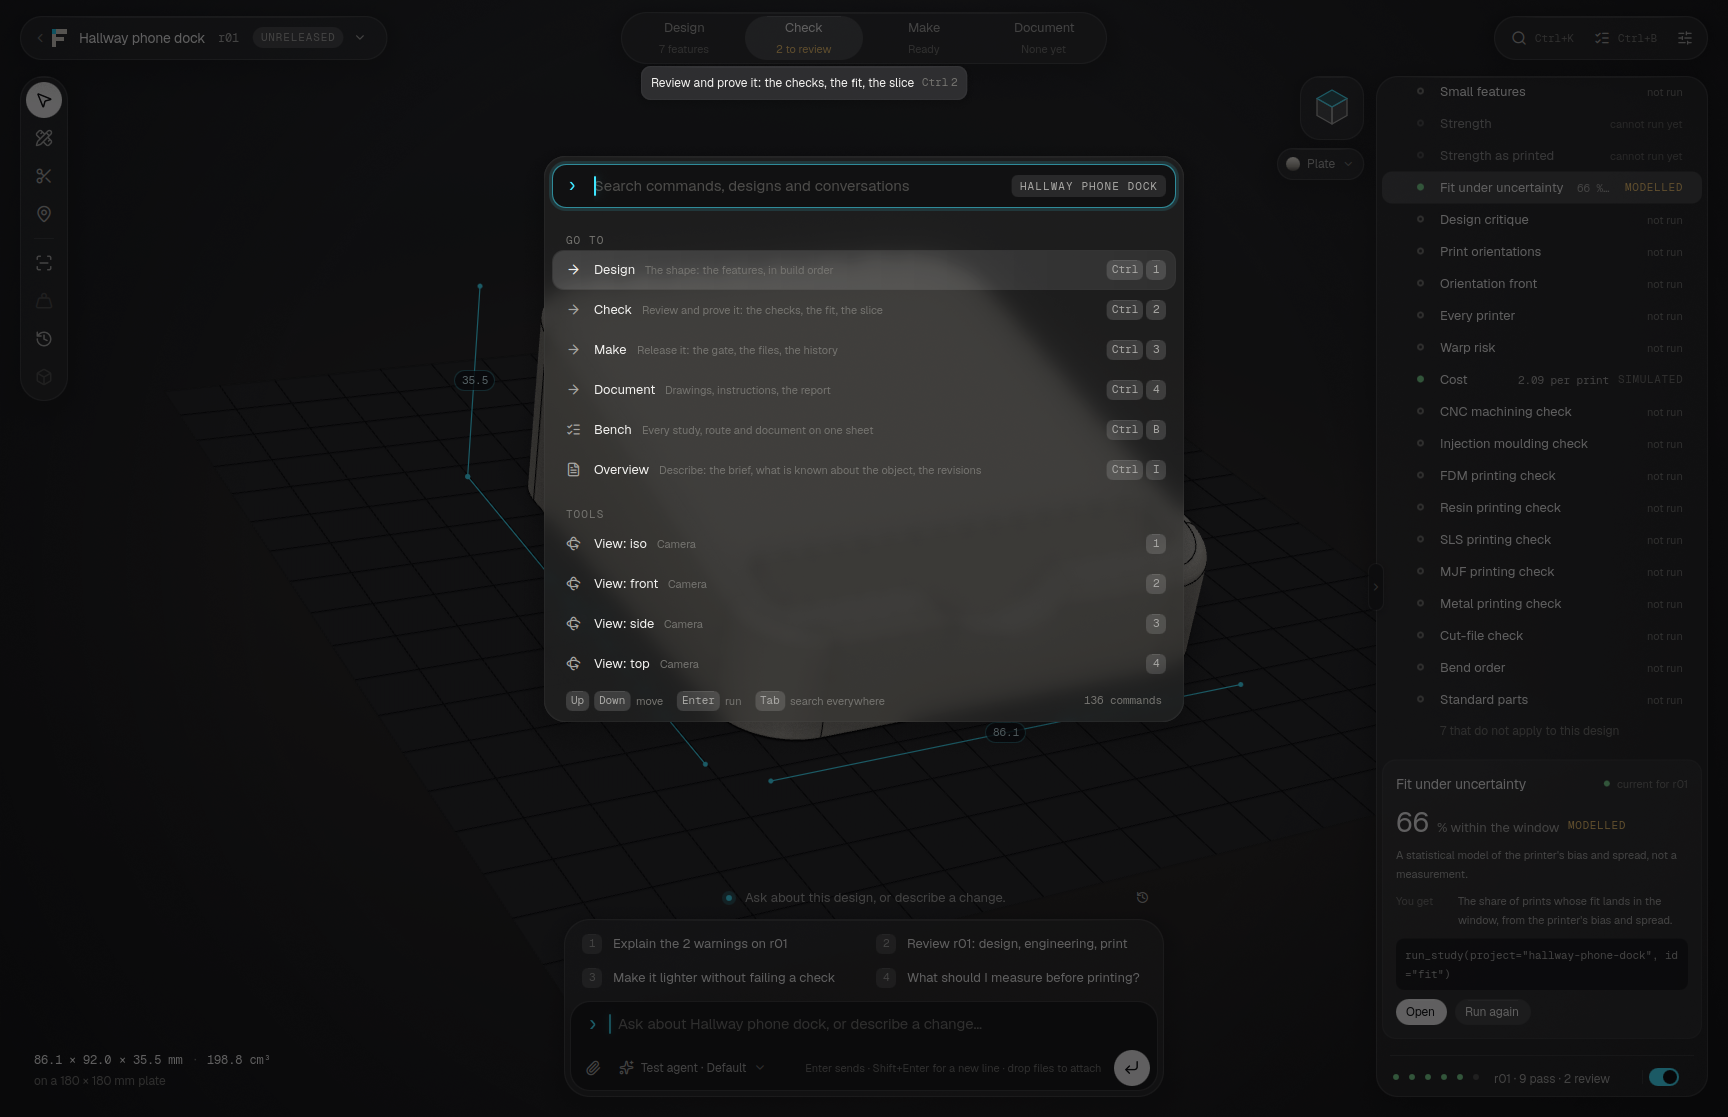 Hallway phone dock r01 UNRELEASED
Design
7 features
Check
2 to review
Make
Ready
Document
None yet
Ctrl+K Ctrl+B
Review and prove it: the checks, the fit, the slice Ctrl 2
Plate
Search commands, designs and conversations HALLWAY PHONE DOCK
GO TO
Design The shape: the features, in build order Ctrl 1
Check Review and prove it: the checks, the fit, the slice Ctrl 2
Make Release it: the gate, the files, the history Ctrl 3
Document Drawings, instructions, the report Ctrl 4
Bench Every study, route and document on one sheet Ctrl B
Overview Describe: the brief, what is known about the object, the revisions Ctrl I
TOOLS
View: iso Camera 1
View: front Camera 2
View: side Camera 3
View: top Camera 4
Up Down move Enter run Tab search everywhere 136 commands
35.5
86.1
Small features not run
Strength cannot run yet
Strength as printed cannot run yet
Fit under uncertainty 66 %… MODELLED
Design critique not run
Print orientations not run
Orientation front not run
Every printer not run
Warp risk not run
Cost 2.09 per print SIMULATED
CNC machining check not run
Injection moulding check not run
FDM printing check not run
Resin printing check not run
SLS printing check not run
MJF printing check not run
Metal printing check not run
Cut-file check not run
Bend order not run
Standard parts not run
7 that do not apply to this design
Fit under uncertainty current for r01
66 % within the window MODELLED
A statistical model of the printer's bias and spread, not a
measurement.
You get The share of prints whose fit lands in the
window, from the printer's bias and spread.
run_study(project="hallway-phone-dock", id
="fit")
Open Run again
r01 · 9 pass · 2 review
Ask about this design, or describe a change.
1 Explain the 2 warnings on r01
2 Review r01: design, engineering, print
3 Make it lighter without failing a check
4 What should I measure before printing?
Ask about Hallway phone dock, or describe a change…
Test agent · Default
Enter sends · Shift+Enter for a new line · drop files to attach
86.1 × 92.0 × 35.5 mm · 198.8 cm³
on a 180 × 180 mm plate